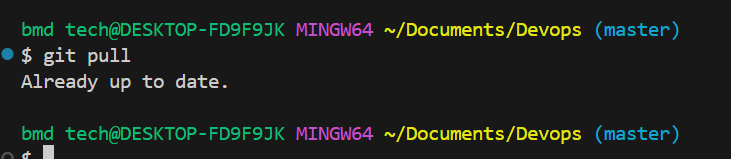 bmd tech@DESKTOP-FD9F9JK MINGW64 ~/Documents/Devops (master)
$ git pull
Already up to date.
bmd tech@DESKTOP-FD9F9JK MINGW64 ~/Documents/Devops (master)
$